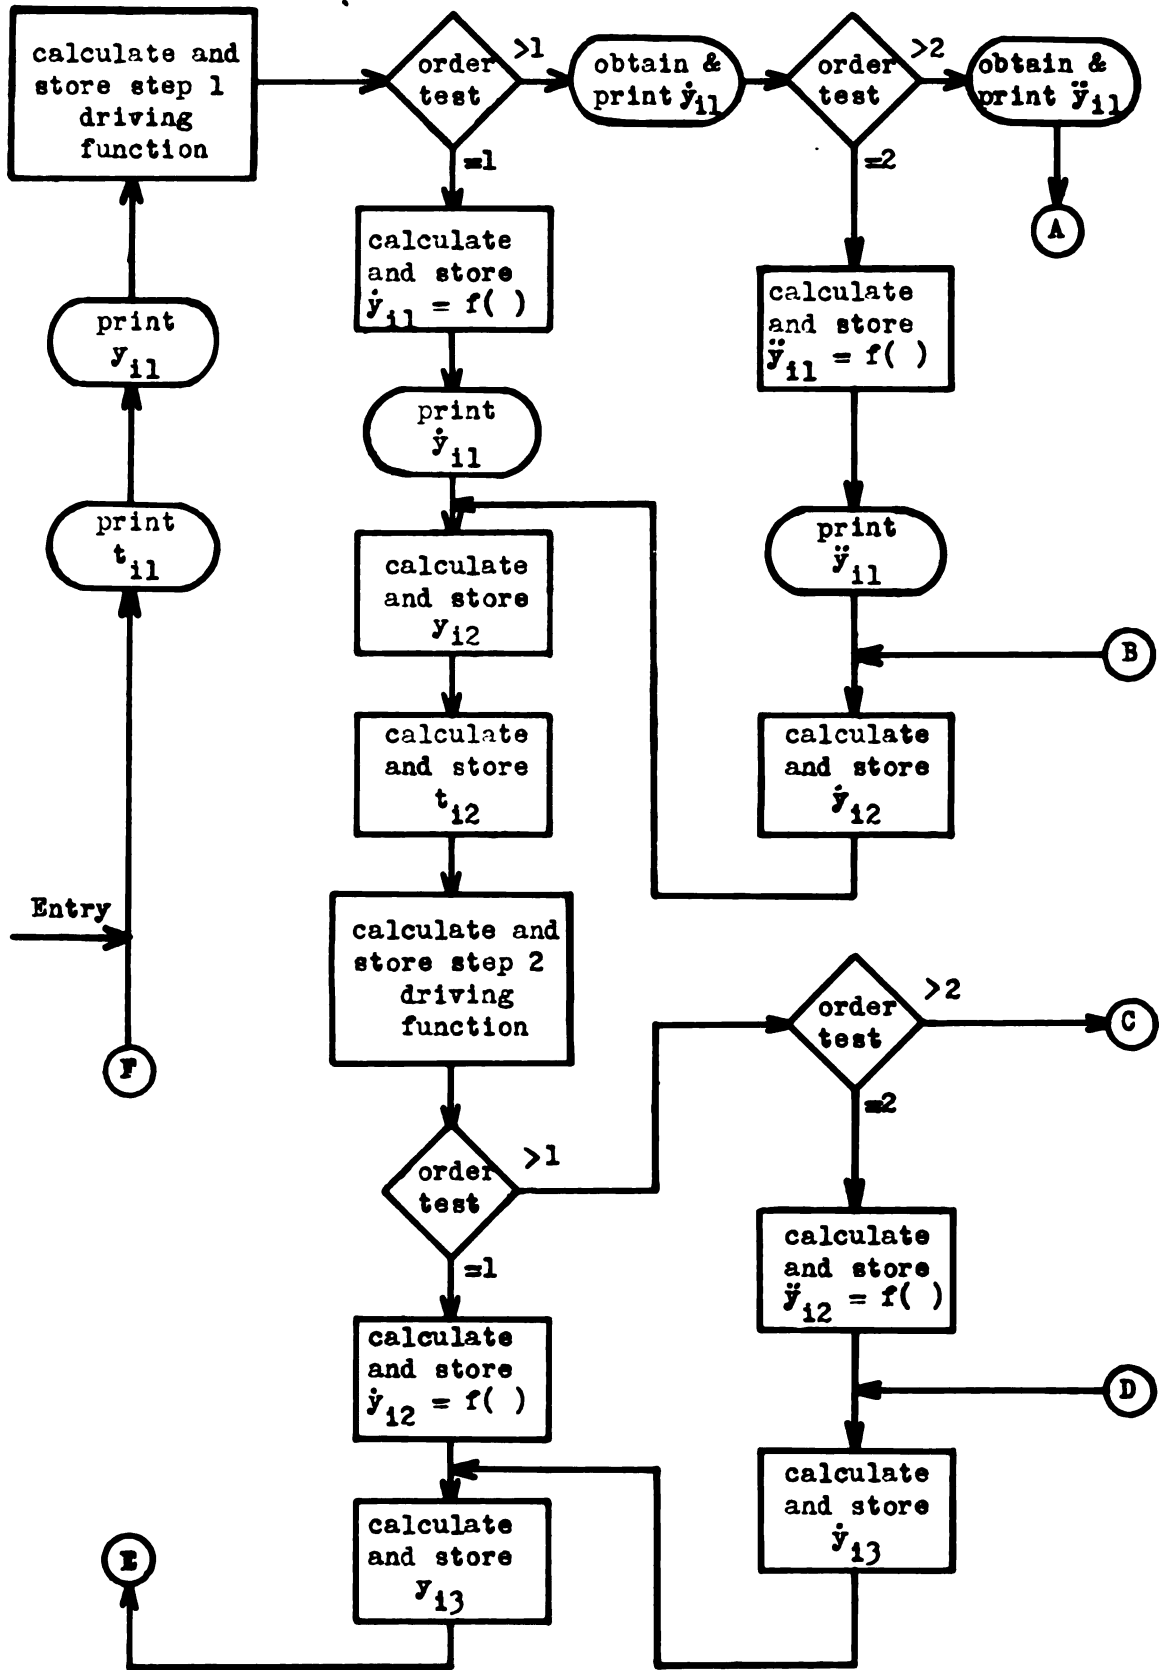 calculate and
store step 1
driving
function
order
test
>1
=1
obtain &
print ẏi1
order
test
>2
=2
obtain &
print ÿi1
A
calculate
and store
ẏi1 = f( )
calculate
and store
ÿi1 = f( )
print
yi1
print
ẏi1
print
ti1
print
ÿi1
calculate
and store
yi2
B
calculate
and store
ti2
calculate
and store
ẏi2
Entry
calculate and
store step 2
driving
function
order
test
>2
=2
C
F
order
test
>1
=1
calculate
and store
ÿi2 = f( )
calculate
and store
ẏi2 = f( )
D
calculate
and store
ẏi3
calculate
and store
yi3
E